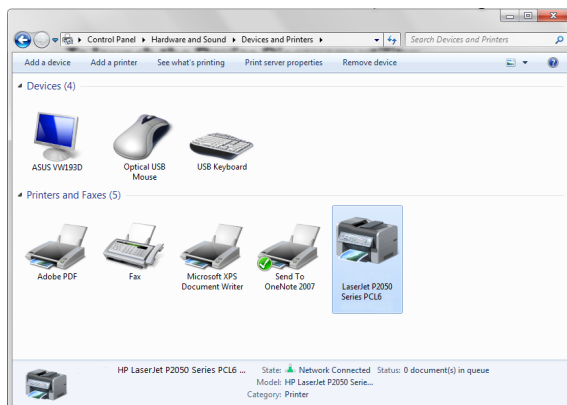 Control Panel ▸ Hardware and Sound ▸ Devices and Printers ▸
Search Devices and Printers
Add a device Add a printer See what's printing Print server properties Remove device
Devices (4)
ASUS VW193D Optical USB Mouse USB Keyboard
Printers and Faxes (5)
Adobe PDF Fax Microsoft XPS Document Writer Send To OneNote 2007 LaserJet P2050 Series PCL6
HP LaserJet P2050 Series PCL6 ... State: Network Connected Status: 0 document(s) in queue
Model: HP LaserJet P2050 Serie...
Category: Printer